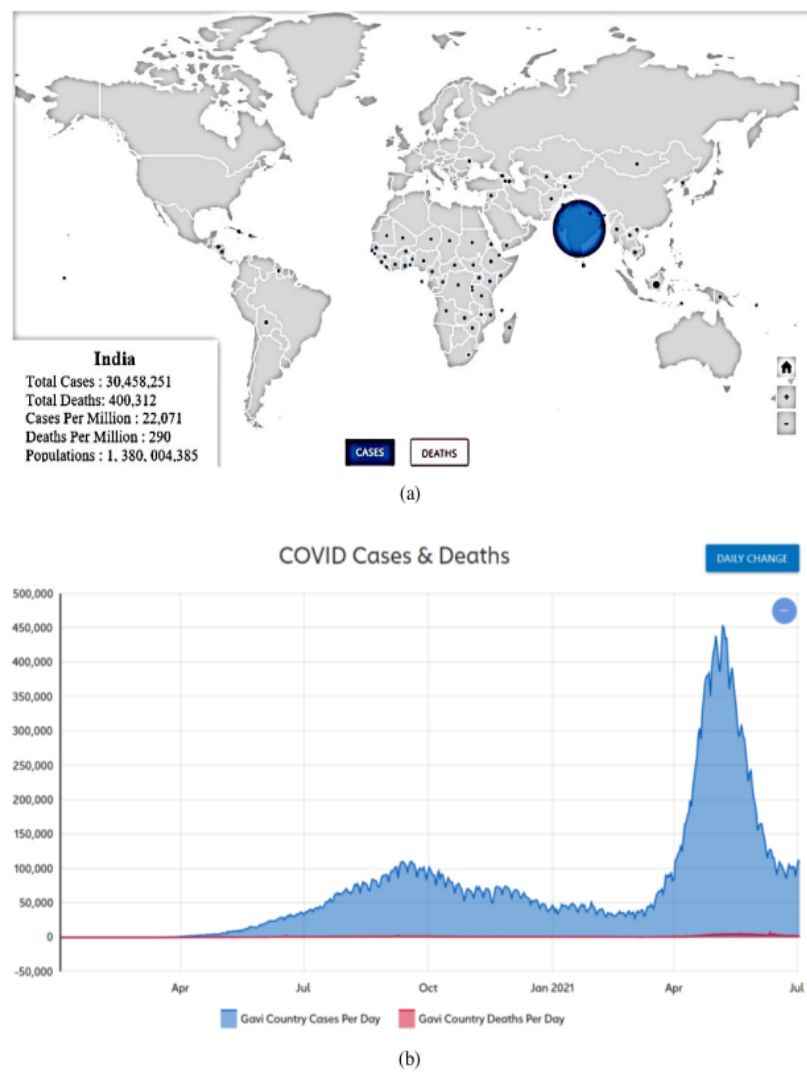 India
Total Cases : 30,458,251
Total Deaths: 400,312
Cases Per Million : 22,071
Deaths Per Million : 290
Populations : 1, 380, 004,385
+
-
CASES DEATHS
(a)
COVID Cases & Deaths
DAILY CHANGE
500,000
450,000
400,000
350,000
300,000
250,000
200,000
150,000
100,000
50,000
0
-50,000
Apr Jul Oct Jan 2021 Apr Jul
Gavi Country Cases Per Day Gavi Country Deaths Per Day
(b)